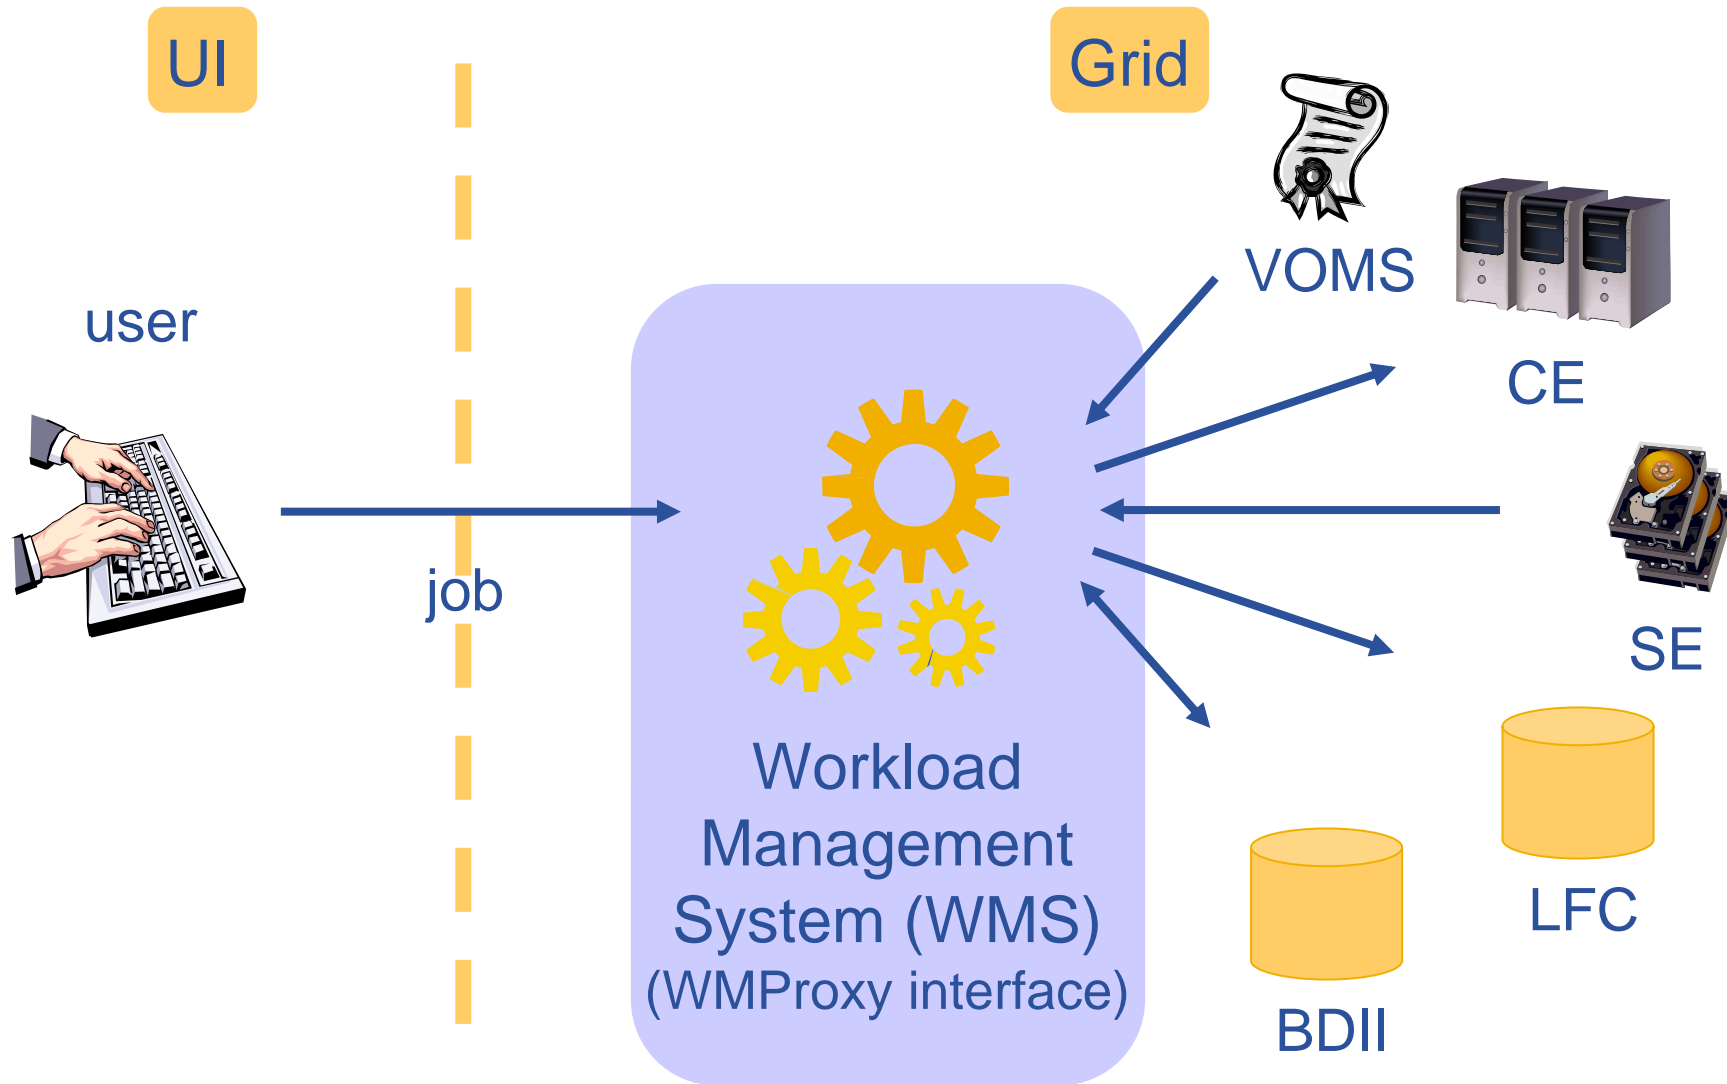 UI
Grid
user
job
Workload
Management
System (WMS)
(WMProxy interface)
VOMS
CE
SE
LFC
BDII